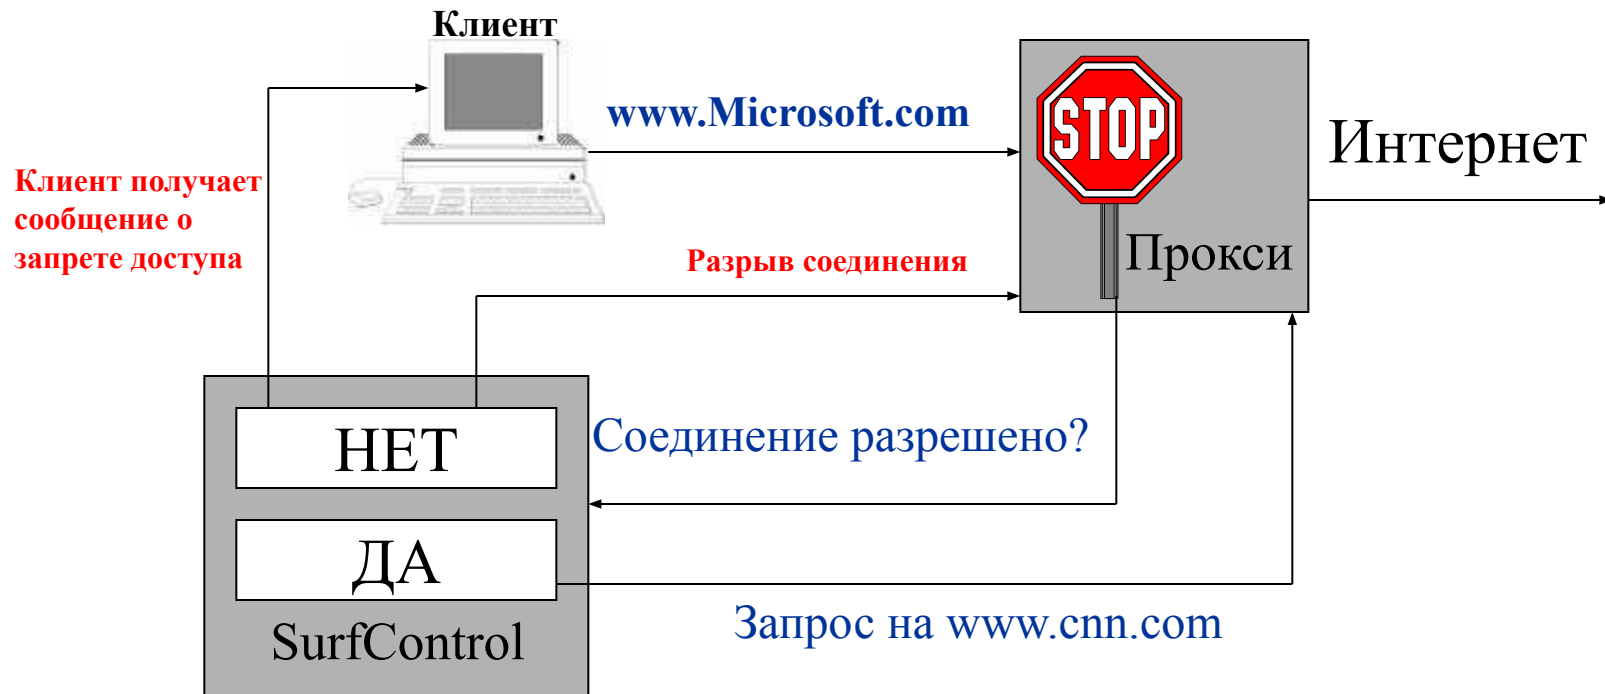 Клиент
www.Microsoft.com
STOP
Интернет
Клиент получает
сообщение о
запрете доступа
Разрыв соединения
Прокси
НЕТ
Соединение разрешено?
ДА
Запрос на www.cnn.com
SurfControl